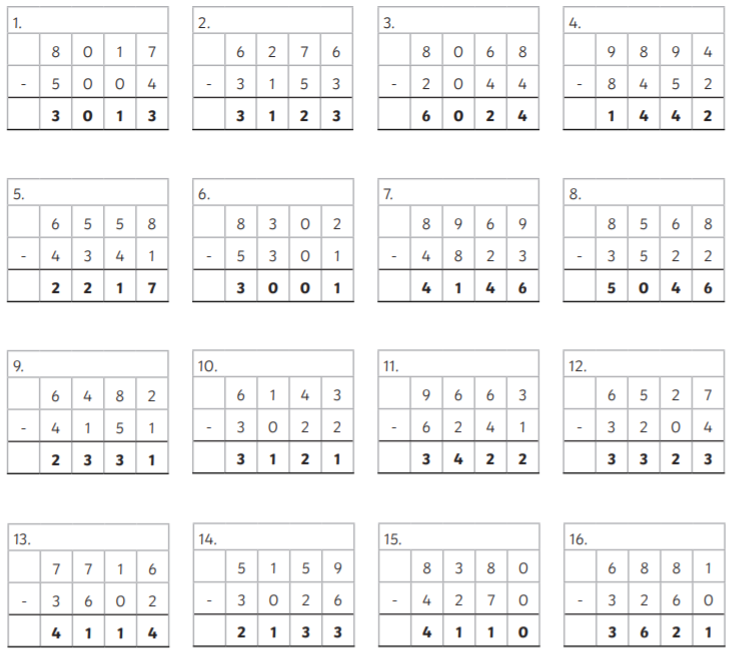 1. 2. 3. 4.
8 0 1 7 6 2 7 6 8 0 6 8 9 8 9 4
- 5 0 0 4 - 3 1 5 3 - 2 0 4 4 - 8 4 5 2
3 0 1 3 3 1 2 3 6 0 2 4 1 4 4 2
5. 6. 7. 8.
6 5 5 8 8 3 0 2 8 9 6 9 8 5 6 8
- 4 3 4 1 - 5 3 0 1 - 4 8 2 3 - 3 5 2 2
2 2 1 7 3 0 0 1 4 1 4 6 5 0 4 6
9. 10. 11. 12.
6 4 8 2 6 1 4 3 9 6 6 3 6 5 2 7
- 4 1 5 1 - 3 0 2 2 - 6 2 4 1 - 3 2 0 4
2 3 3 1 3 1 2 1 3 4 2 2 3 3 2 3
13. 14. 15. 16.
7 7 1 6 5 1 5 9 8 3 8 0 6 8 8 1
- 3 6 0 2 - 3 0 2 6 - 4 2 7 0 - 3 2 6 0
4 1 1 4 2 1 3 3 4 1 1 0 3 6 2 1